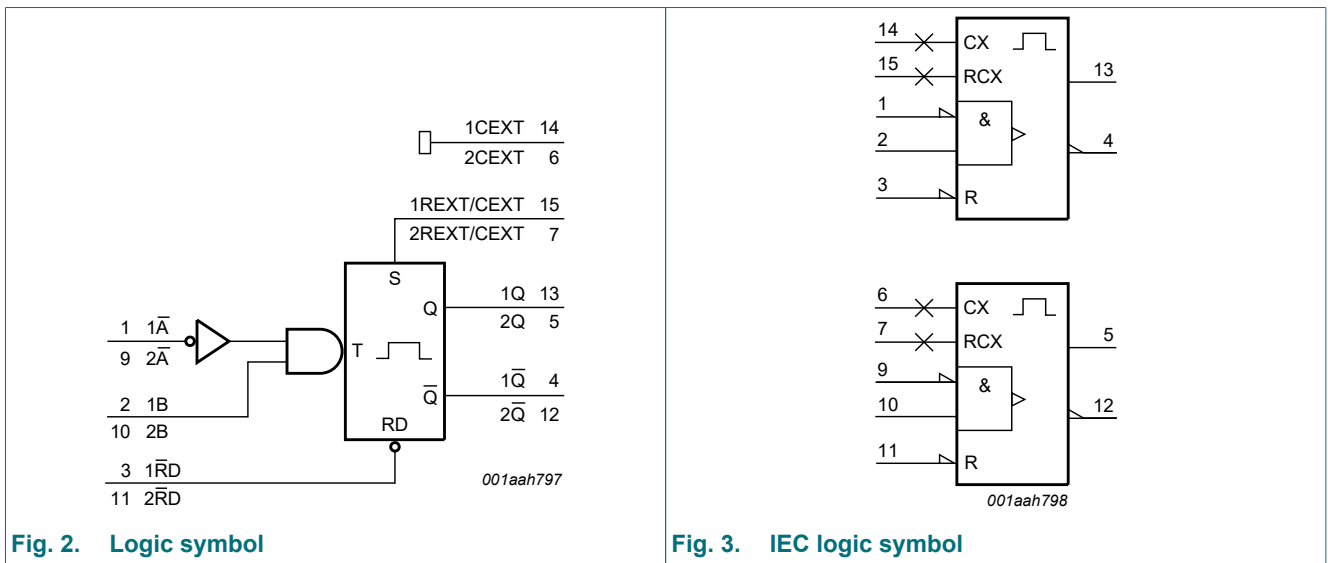 1CEXT 14
2CEXT 6
1REXT/CEXT 15
2REXT/CEXT 7
S
Q
1Q 13
2Q 5
1 1A̅
9 2A̅
T
Q̅
1Q̅ 4
2Q̅ 12
2 1B
10 2B
RD
3 1R̅D
11 2R̅D
001aah797
Fig. 2. Logic symbol
14 CX
15 RCX
13
1
&
2
4
3 R
6 CX
7 RCX
5
9
&
10
12
11 R
001aah798
Fig. 3. IEC logic symbol